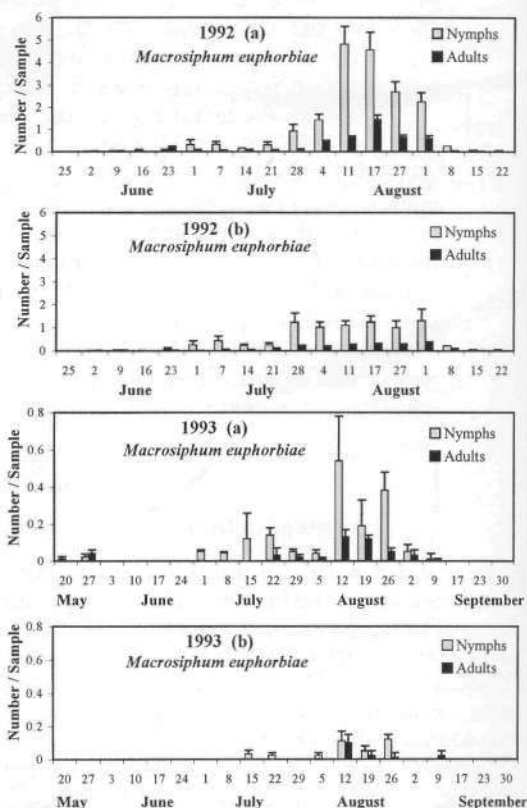 1992 (a)
Macrosiphum euphorbiae
Nymphs
Adults
Number / Sample
6
5
4
3
2
1
0
25 2 9 16 23 1 7 14 21 28 4 11 17 27 1 8 15 22
June July August
1992 (b)
Macrosiphum euphorbiae
Nymphs
Adults
Number / Sample
6
5
4
3
2
1
0
25 2 9 16 23 1 7 14 21 28 4 11 17 27 1 8 15 22
June July August
1993 (a)
Macrosiphum euphorbiae
Nymphs
Adults
Number / Sample
0.8
0.6
0.4
0.2
0
20 27 3 10 17 24 1 8 15 22 29 5 12 19 26 2 9 17 23 30
May June July August September
1993 (b)
Macrosiphum euphorbiae
Nymphs
Adults
Number / Sample
0.8
0.6
0.4
0.2
0
20 27 3 10 17 24 1 8 15 22 29 5 12 19 26 2 9 17 23 30
May June July August September